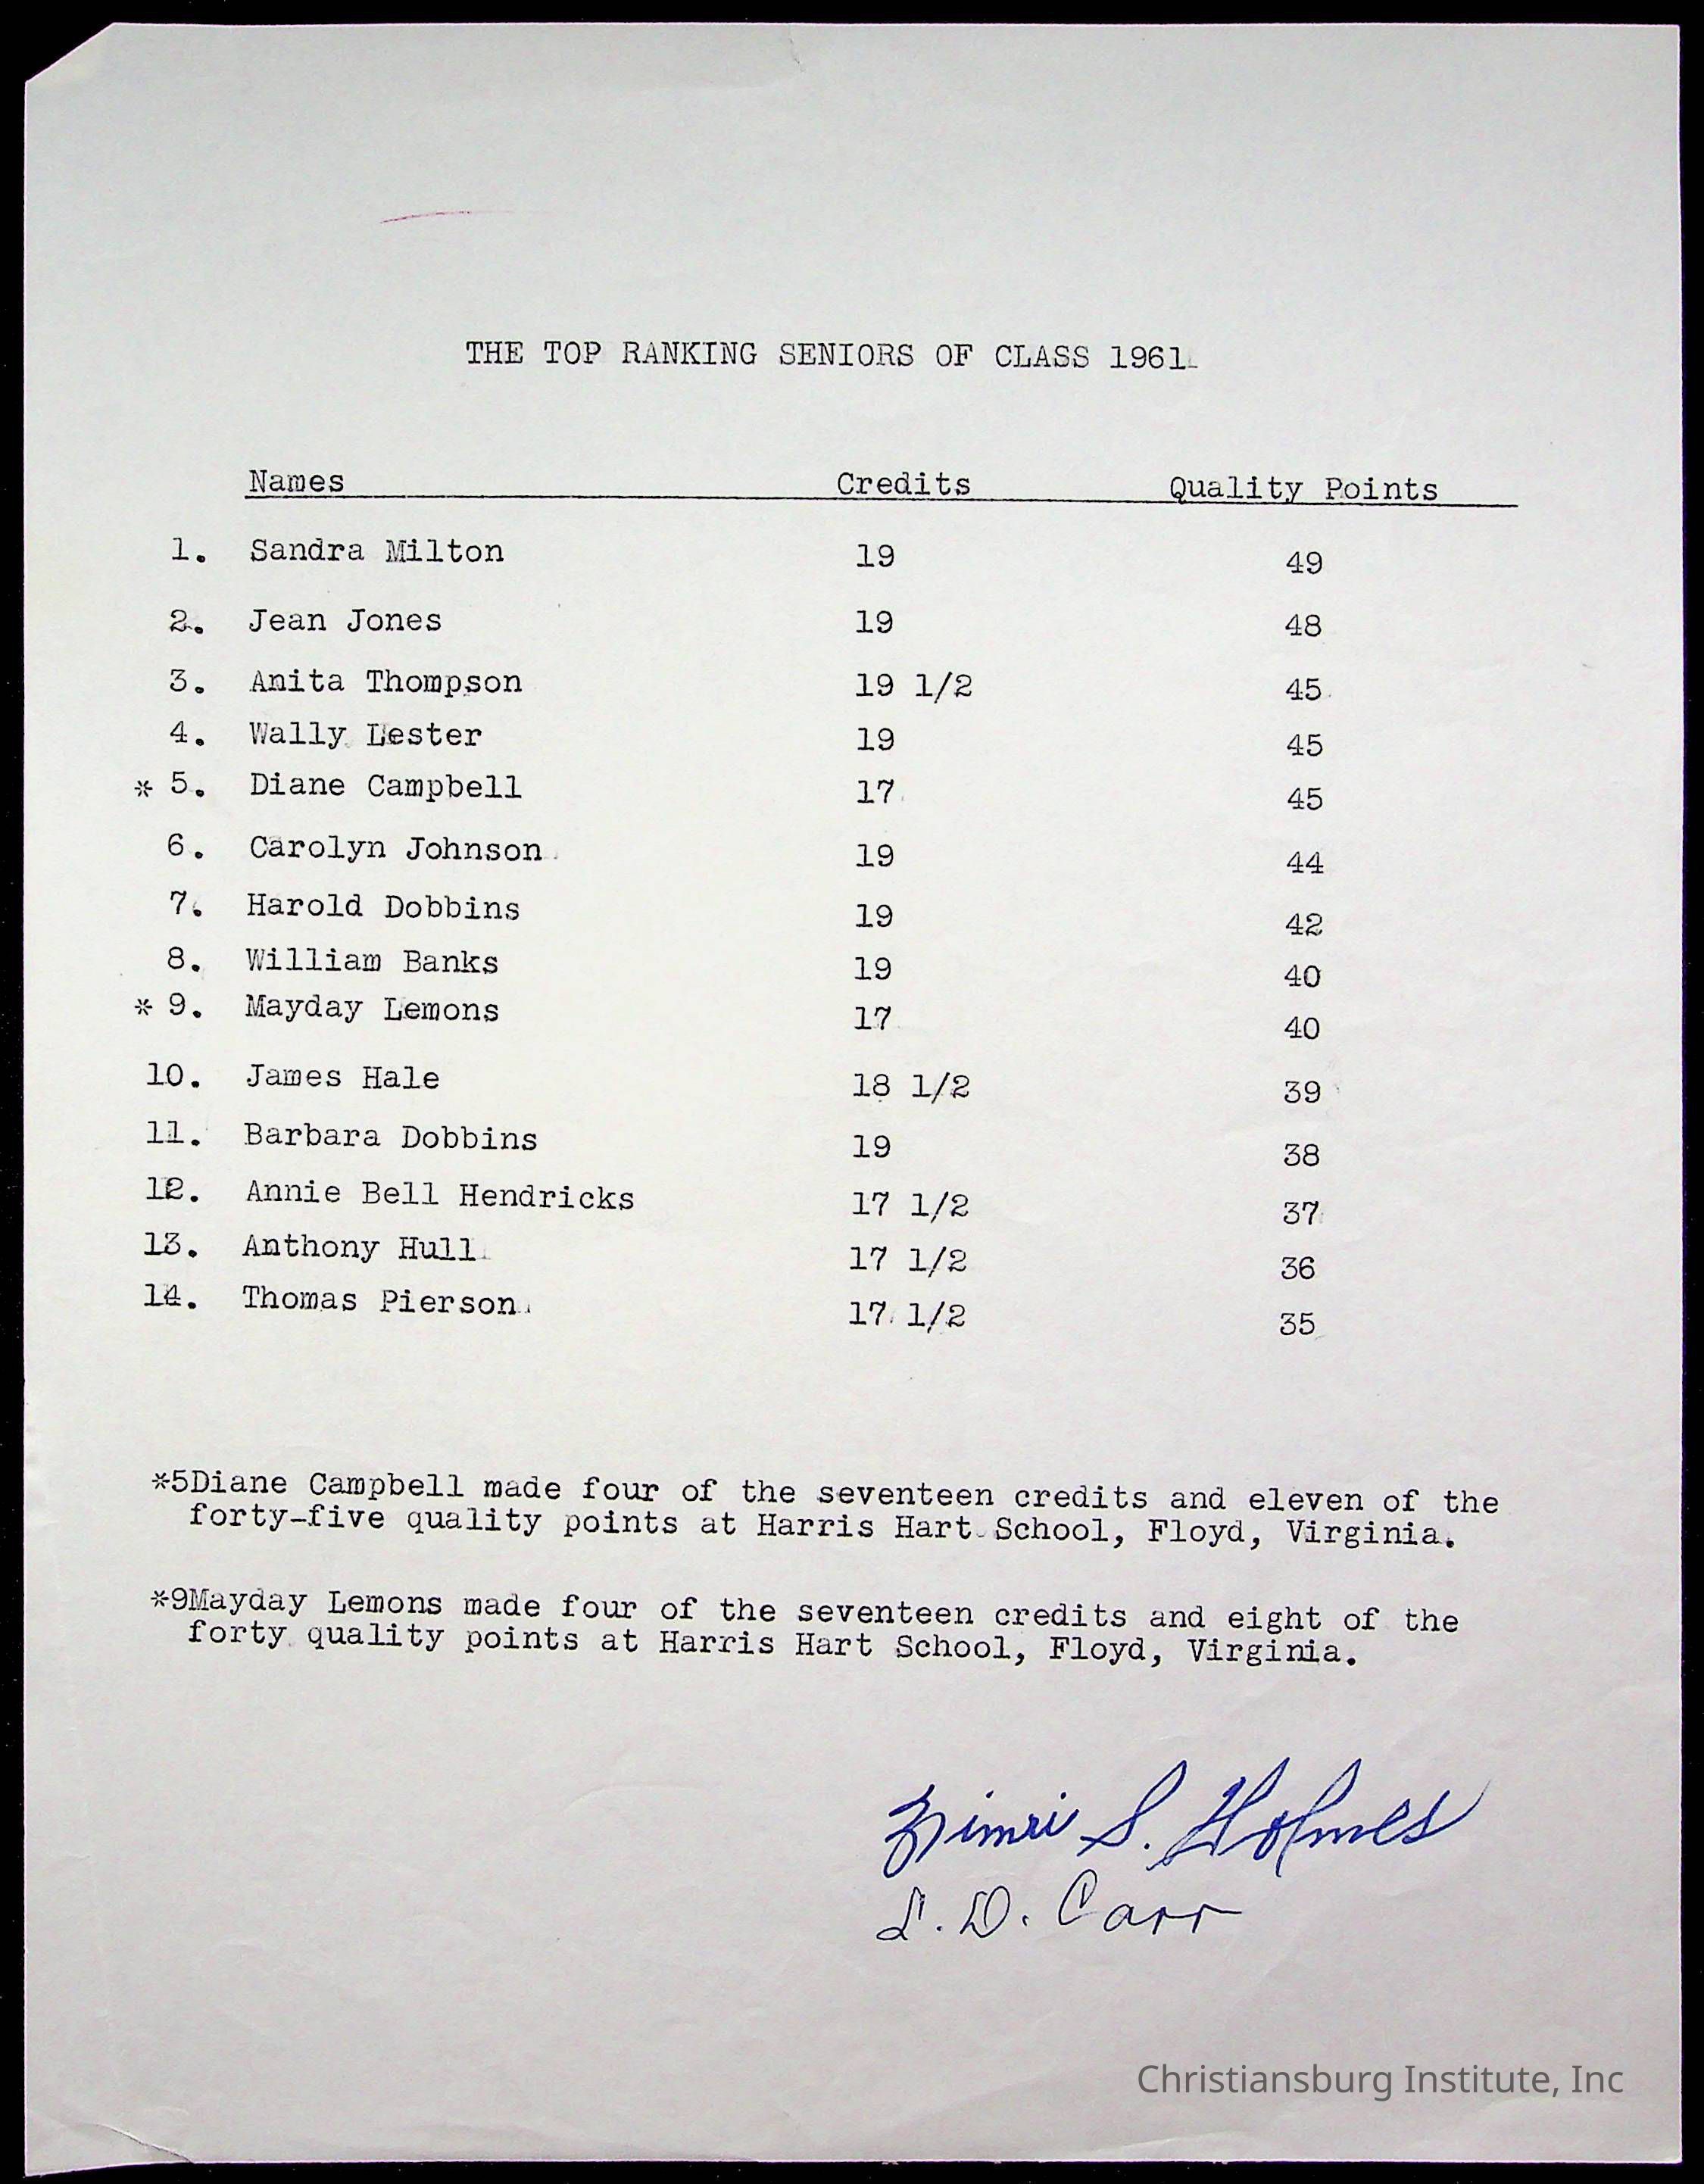 THE TOP RANKING SENIORS OF CLASS 1961
Names Credits Quality Points
1. Sandra Milton 19 49
2. Jean Jones 19 48
3. Anita Thompson 19 1/2 45
4. Wally Lester 19 45
* 5. Diane Campbell 17 45
6. Carolyn Johnson 19 44
7. Harold Dobbins 19 42
8. William Banks 19 40
* 9. Mayday Lemons 17 40
10. James Hale 18 1/2 39
11. Barbara Dobbins 19 38
12. Annie Bell Hendricks 17 1/2 37
13. Anthony Hull 17 1/2 36
14. Thomas Pierson 17 1/2 35
*5Diane Campbell made four of the seventeen credits and eleven of the
forty-five quality points at Harris Hart School, Floyd, Virginia.
*9Mayday Lemons made four of the seventeen credits and eight of the
forty quality points at Harris Hart School, Floyd, Virginia.
Zimri S. Holmes
L. D. Carr
Christiansburg Institute, Inc